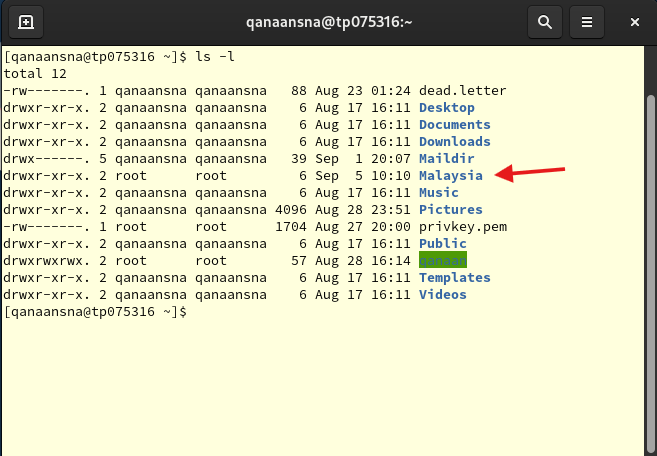 qanaansna@tp075316:~
[qanaansna@tp075316 ~]$ ls -l
total 12
-rw-------. 1 qanaansna qanaansna   88 Aug 23 01:24 dead.letter
drwxr-xr-x. 2 qanaansna qanaansna    6 Aug 17 16:11 Desktop
drwxr-xr-x. 2 qanaansna qanaansna    6 Aug 17 16:11 Documents
drwxr-xr-x. 2 qanaansna qanaansna    6 Aug 17 16:11 Downloads
drwx------. 5 qanaansna qanaansna   39 Sep  1 20:07 Maildir
drwxr-xr-x. 2 root      root         6 Sep  5 10:10 Malaysia
drwxr-xr-x. 2 qanaansna qanaansna    6 Aug 17 16:11 Music
drwxr-xr-x. 2 qanaansna qanaansna 4096 Aug 28 23:51 Pictures
-rw-------. 1 root      root      1704 Aug 27 20:00 privkey.pem
drwxr-xr-x. 2 qanaansna qanaansna    6 Aug 17 16:11 Public
drwxrwxrwx. 2 root      root        57 Aug 28 16:14 qanaan
drwxr-xr-x. 2 qanaansna qanaansna    6 Aug 17 16:11 Templates
drwxr-xr-x. 2 qanaansna qanaansna    6 Aug 17 16:11 Videos
[qanaansna@tp075316 ~]$